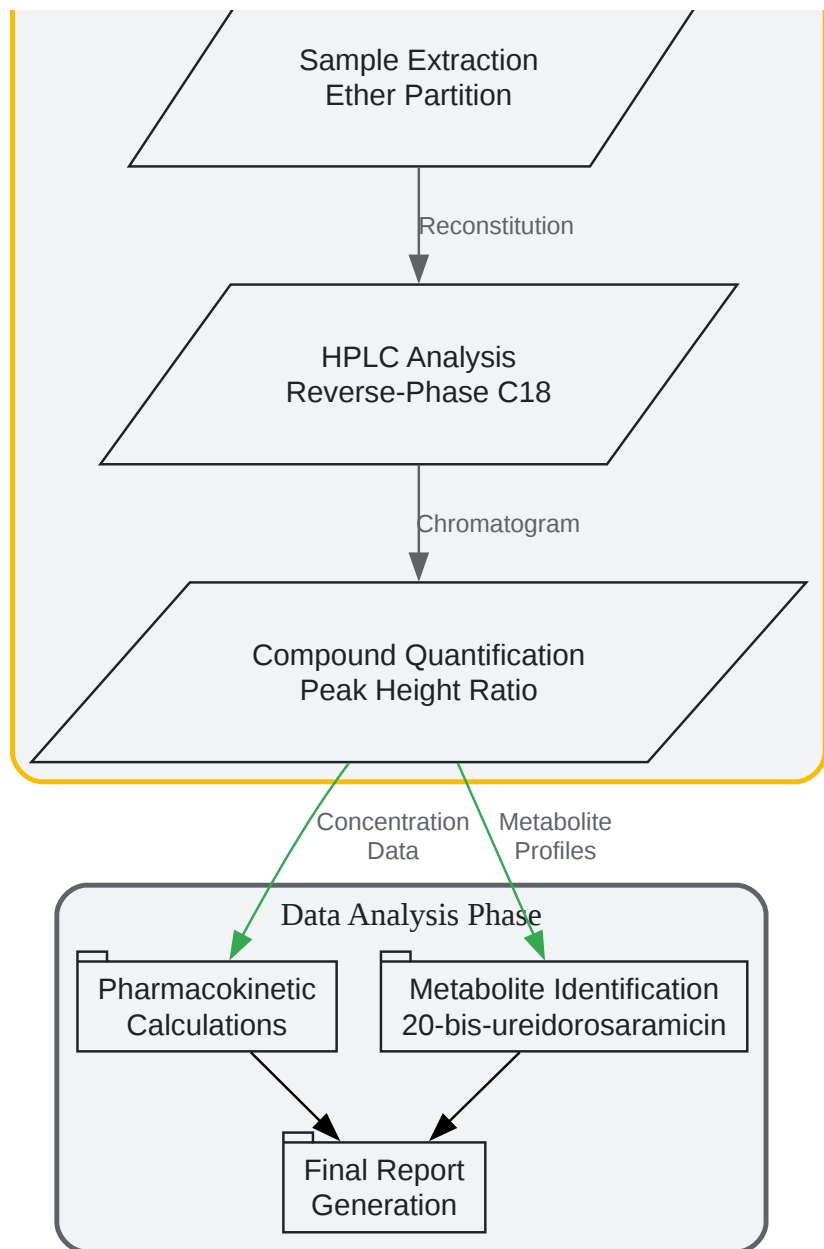 Sample Extraction
Ether Partition
Reconstitution
HPLC Analysis
Reverse-Phase C18
Chromatogram
Compound Quantification
Peak Height Ratio
Concentration
Data
Metabolite
Profiles
Data Analysis Phase
Pharmacokinetic
Calculations
Metabolite Identification
20-bis-ureidorosaramicin
Final Report
Generation